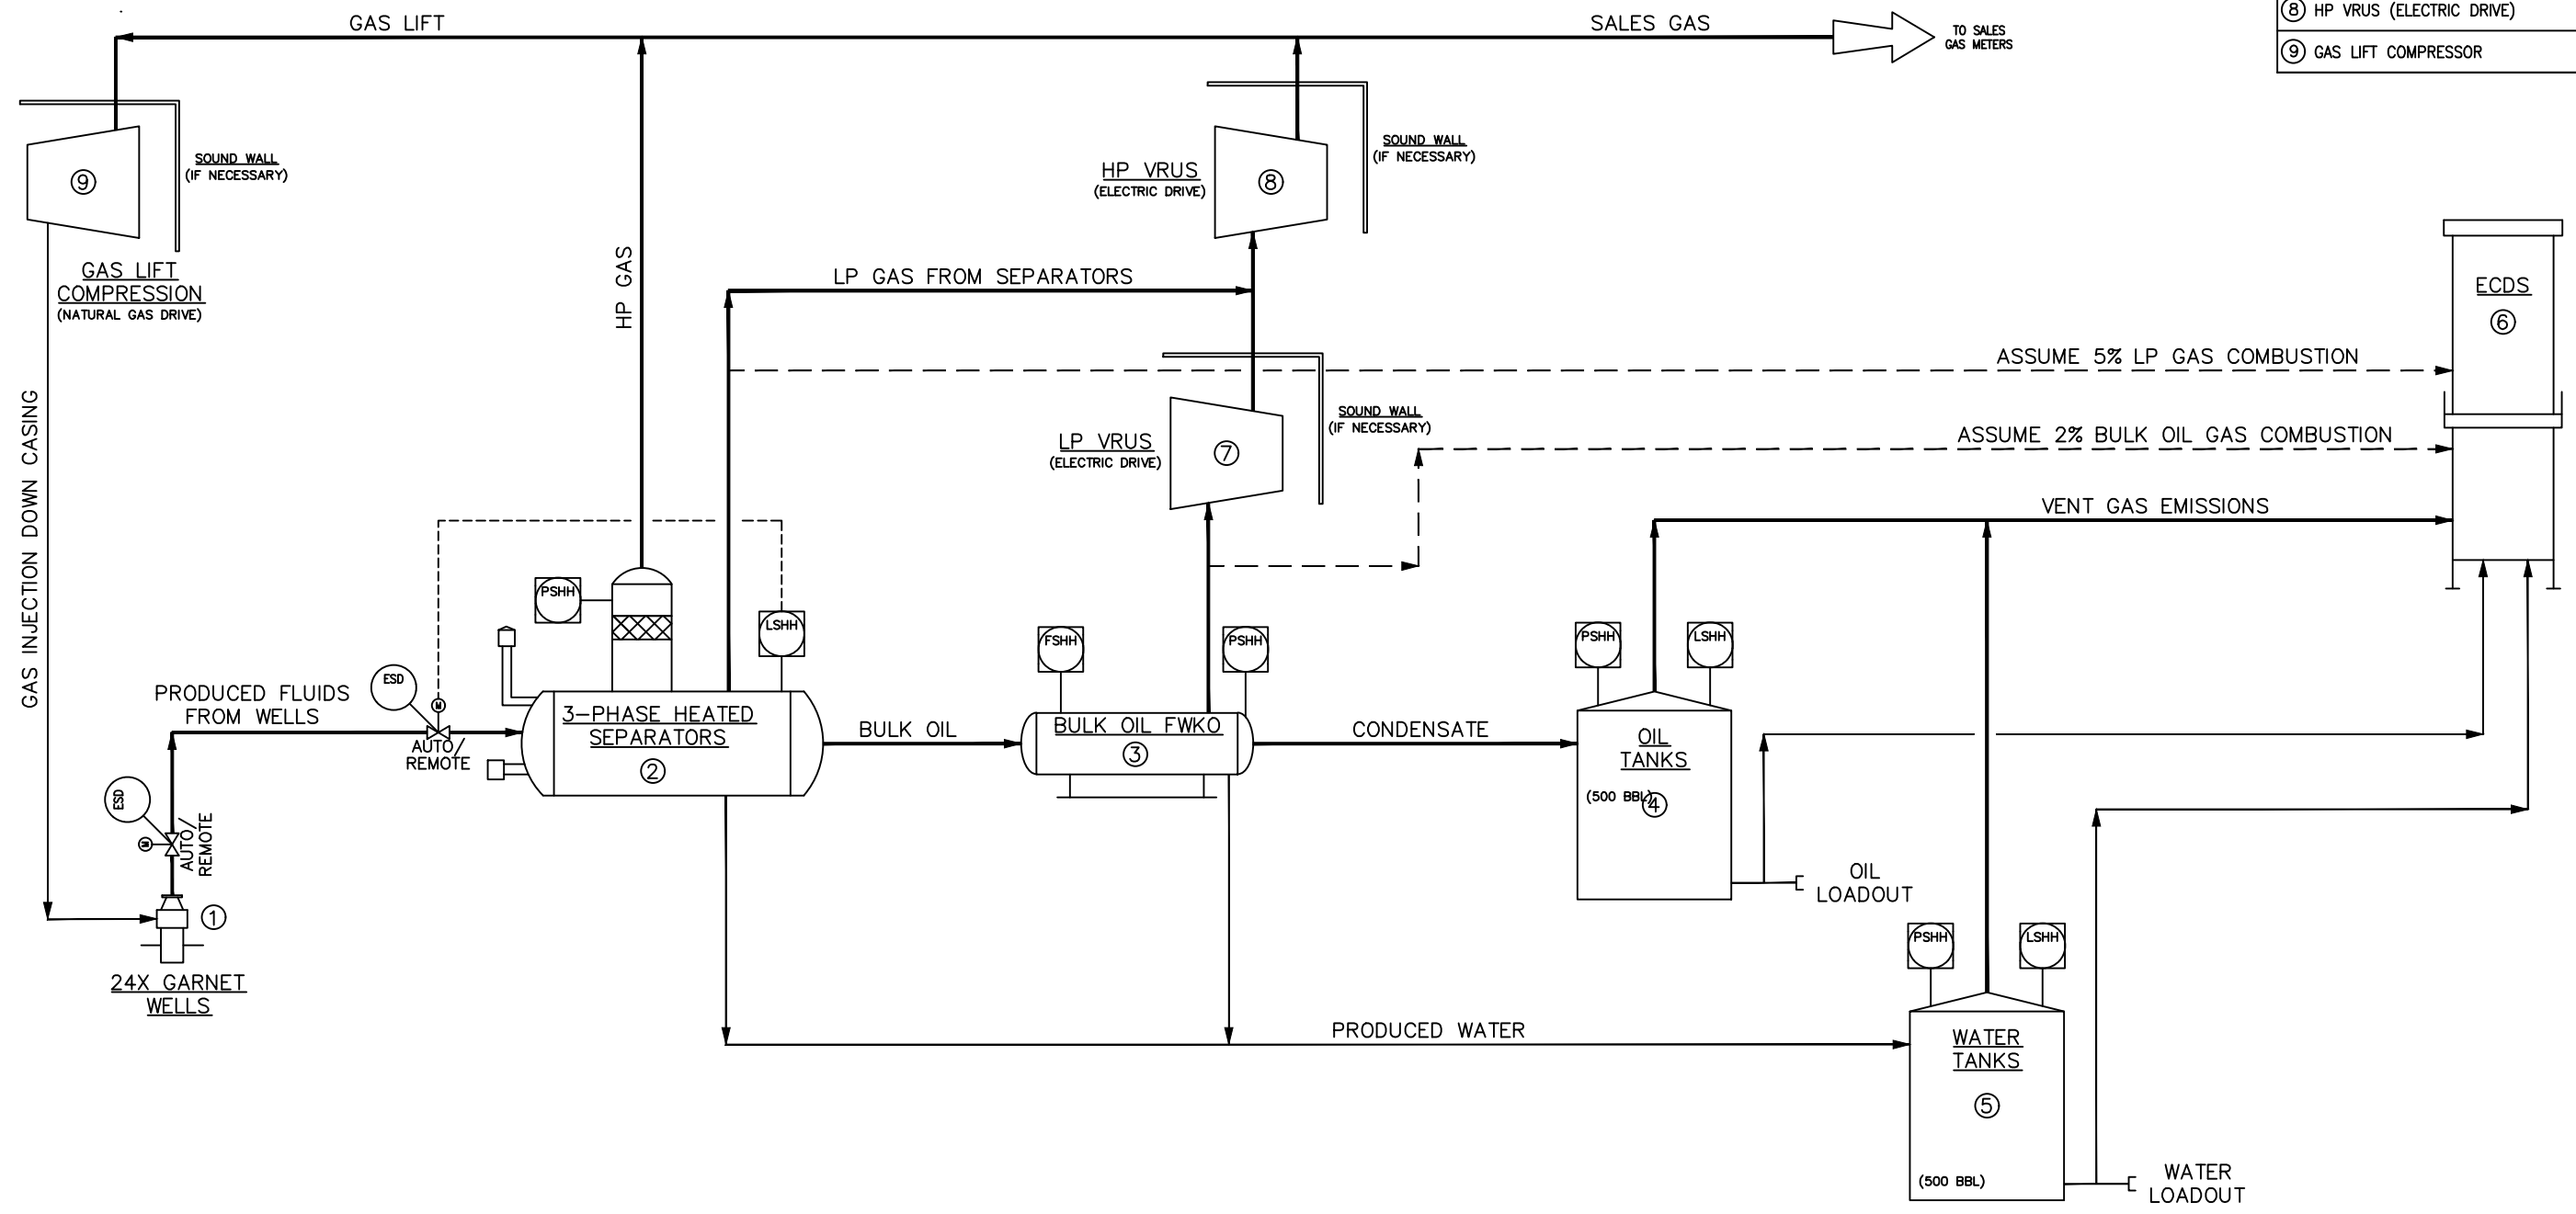 GAS LIFT
SALES GAS
TO SALES
GAS METERS
8 HP VRUS (ELECTRIC DRIVE)
9 GAS LIFT COMPRESSOR
9
SOUND WALL
(IF NECESSARY)
GAS LIFT
COMPRESSION
(NATURAL GAS DRIVE)
HP GAS
HP VRUS
(ELECTRIC DRIVE)
8
SOUND WALL
(IF NECESSARY)
LP GAS FROM SEPARATORS
ECDS
6
ASSUME 5% LP GAS COMBUSTION
LP VRUS
(ELECTRIC DRIVE)
7
SOUND WALL
(IF NECESSARY)
ASSUME 2% BULK OIL GAS COMBUSTION
VENT GAS EMISSIONS
GAS INJECTION DOWN CASING
PSHH
LSHH
FSHH
PSHH
PSHH
LSHH
PRODUCED FLUIDS
FROM WELLS
ESD
M
AUTO/
REMOTE
3-PHASE HEATED
SEPARATORS
2
BULK OIL
BULK OIL FWKO
3
CONDENSATE
OIL
TANKS
(500 BBL)
4
ESD
M
AUTO/
REMOTE
1
24X GARNET
WELLS
OIL
LOADOUT
PSHH
LSHH
PRODUCED WATER
WATER
TANKS
5
(500 BBL)
WATER
LOADOUT